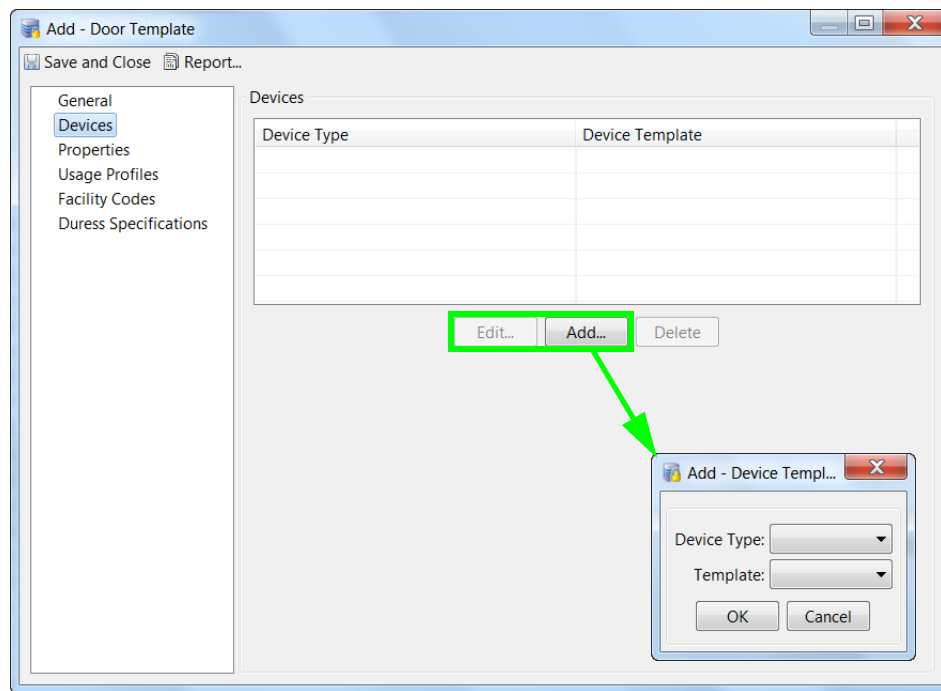 Add - Door Template
Save and Close Report...
General
Devices
Properties
Usage Profiles
Facility Codes
Duress Specifications
Devices
Device Type Device Template
Edit... Add... Delete
Add - Device Templ...
Device Type:
Template:
OK Cancel